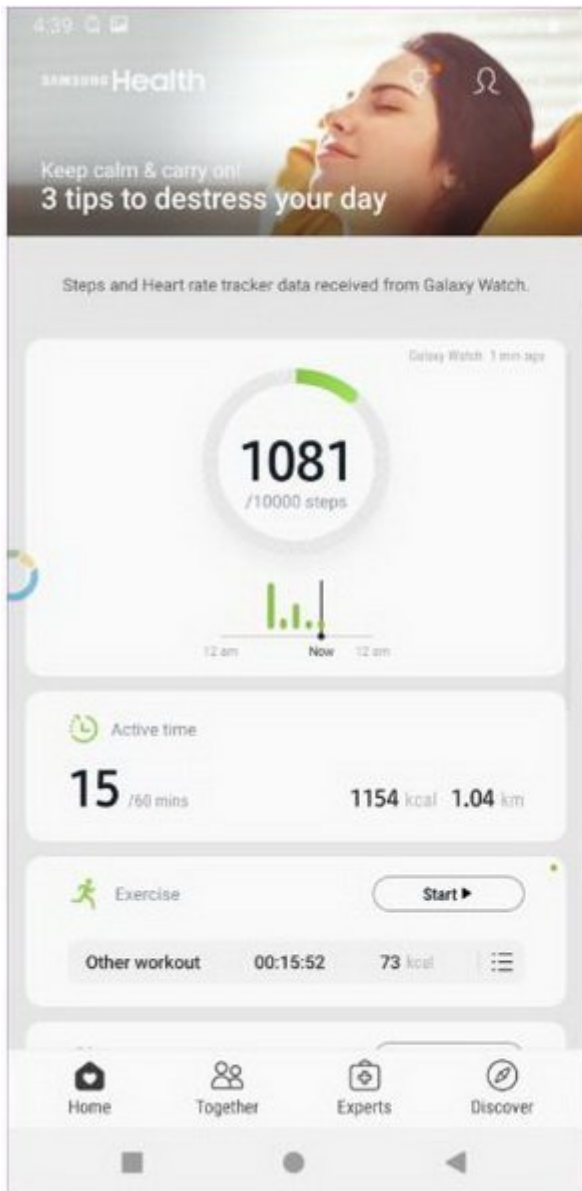 4:39
SAMSUNG Health
Keep calm & carry on!
3 tips to destress your day
Steps and Heart rate tracker data received from Galaxy Watch.
Galaxy Watch: 1 min ago
1081
/10000 steps
12 am Now 12 am
Active time
15 /60 mins 1154 kcal 1.04 km
Exercise Start
Other workout 00:15:52 73 kcal
Home Together Experts Discover